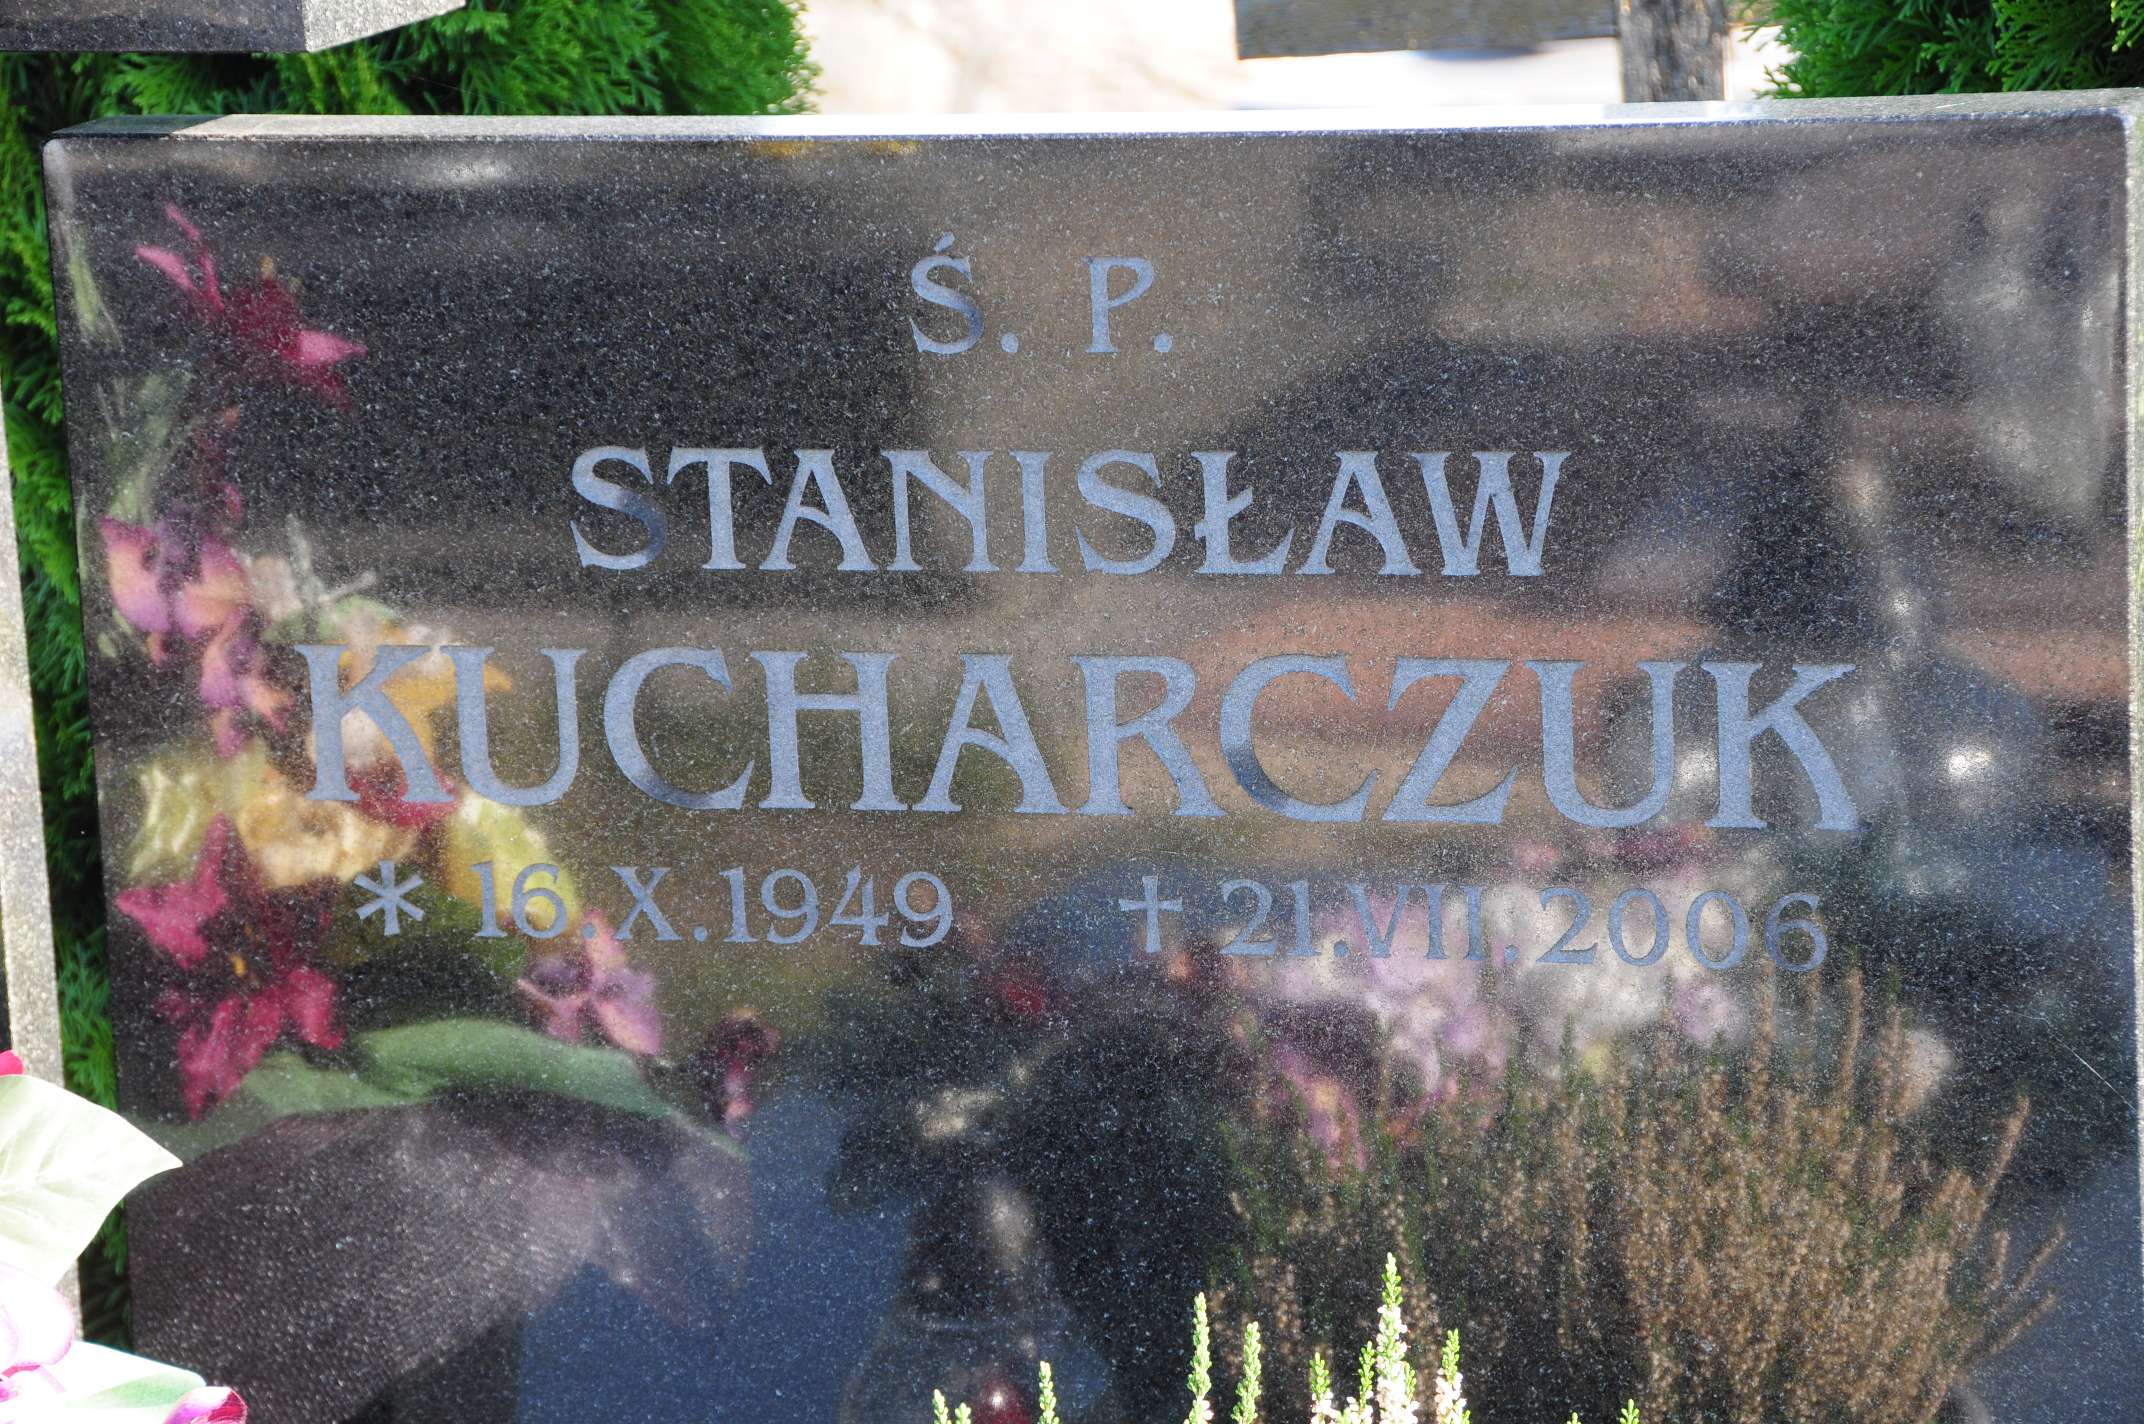 Ś. P.
STANISŁAW
KUCHARCZUK
* 16.X.1949 † 21.VII.2006